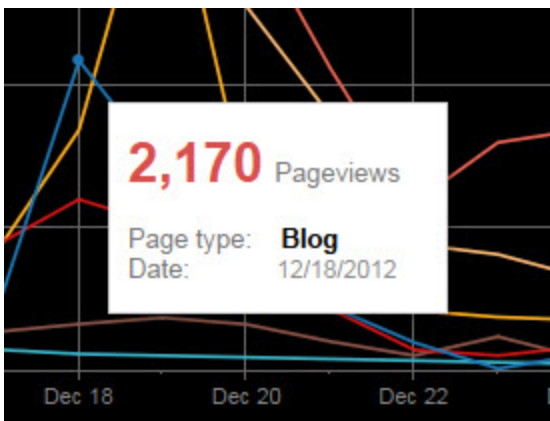 2,170 Pageviews
Page type: Blog
Date: 12/18/2012
Dec 18 Dec 20 Dec 22